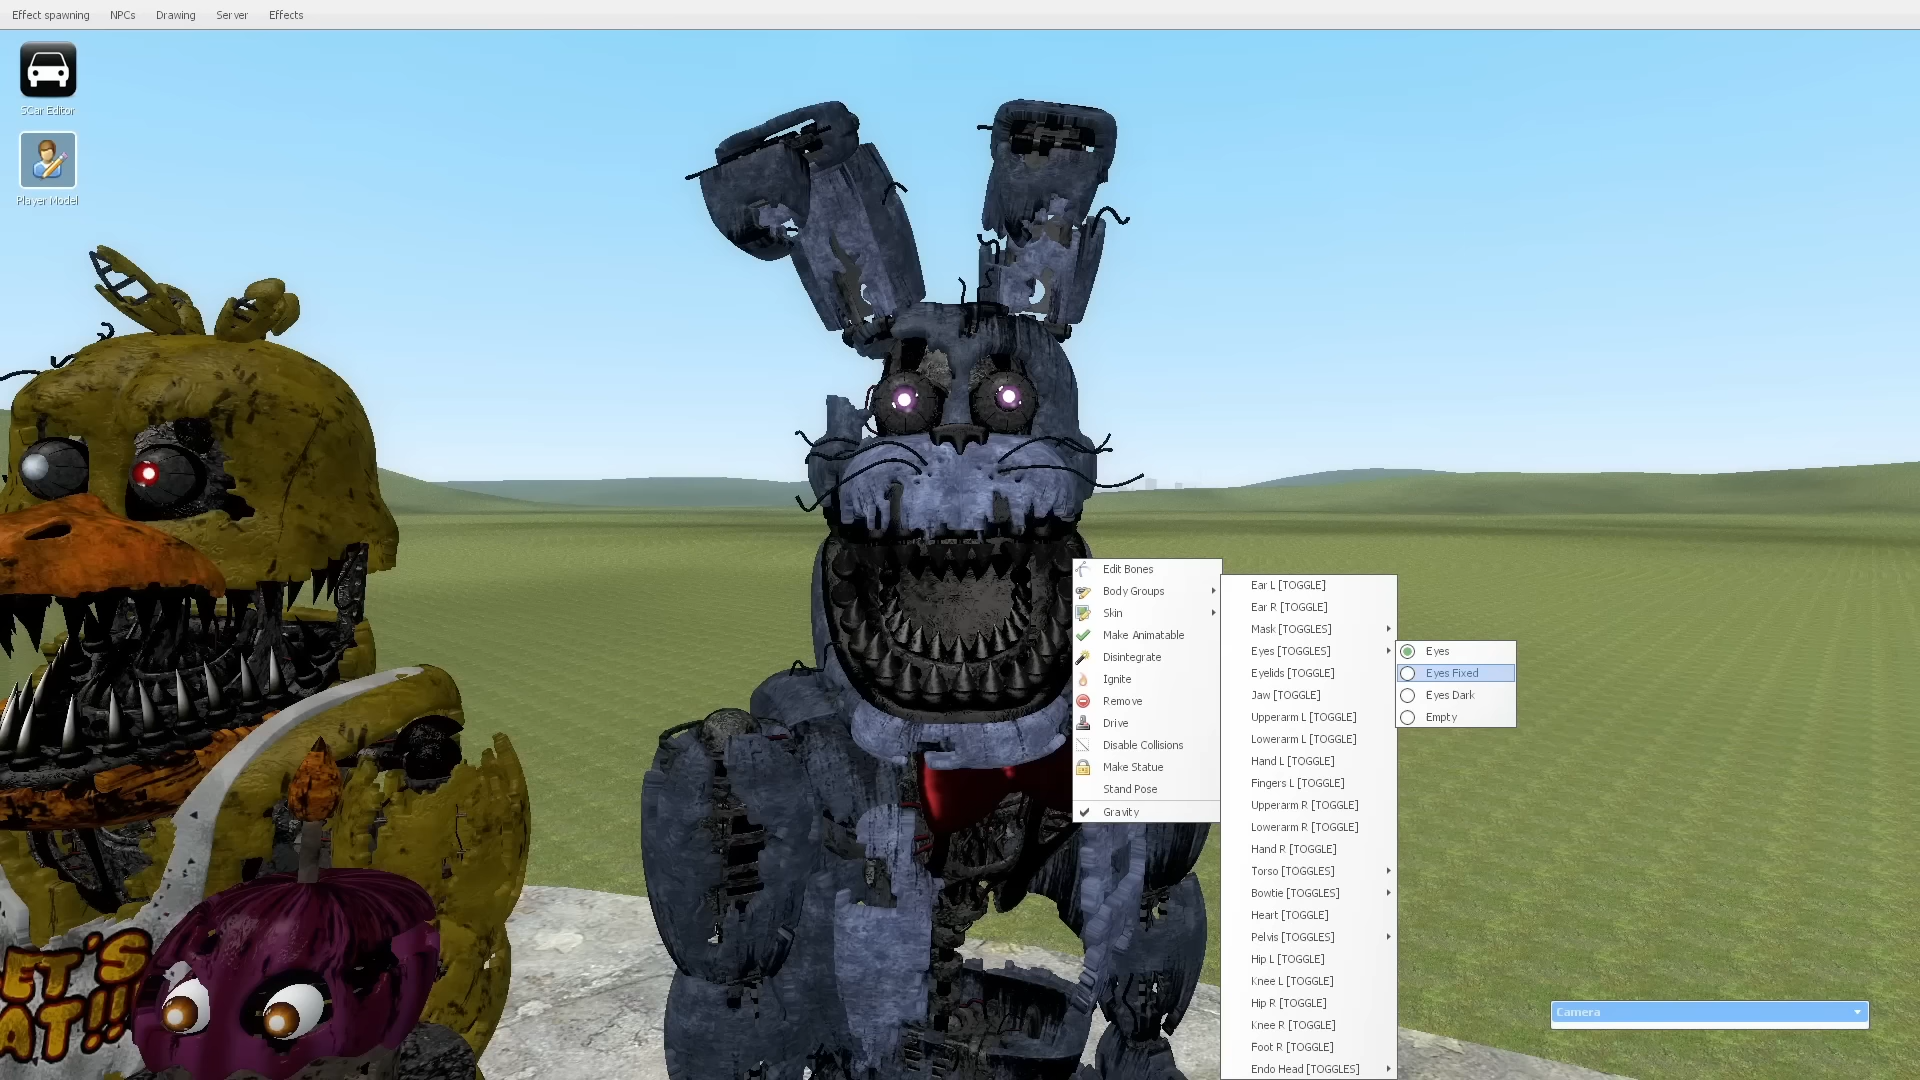 Effect spawning NPCs Drawing Server Effects
SCar Editor
Player Model
Edit Bones
Body Groups
Skin
Make Animatable
Disintegrate
Ignite
Remove
Drive
Disable Collisions
Make Statue
Stand Pose
Gravity
Ear L [TOGGLE]
Ear R [TOGGLE]
Mask [TOGGLES]
Eyes [TOGGLES]
Eyelids [TOGGLE]
Jaw [TOGGLE]
Upperarm L [TOGGLE]
Lowerarm L [TOGGLE]
Hand L [TOGGLE]
Fingers L [TOGGLE]
Upperarm R [TOGGLE]
Lowerarm R [TOGGLE]
Hand R [TOGGLE]
Torso [TOGGLES]
Bowtie [TOGGLES]
Heart [TOGGLE]
Pelvis [TOGGLES]
Hip L [TOGGLE]
Knee L [TOGGLE]
Hip R [TOGGLE]
Knee R [TOGGLE]
Foot R [TOGGLE]
Endo Head [TOGGLES]
Eyes
Eyes Fixed
Eyes Dark
Empty
ET'S
AT!!
Camera